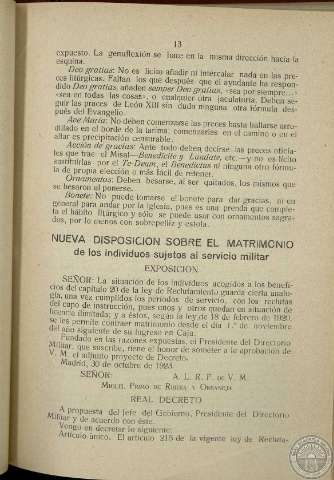 13
expuesto. La genuflexión se hace en la misma dirección hacia la
esquina.
Deo gratias: No es lícito añadir ni intercalar nada en las pre-
ces litúrgicas. Faltan los que después que el ayudante ha respon-
dido Deo gratias, añaden semper Deo gratias, «sea por siempre...»
«sea en todas las cosas», o cualquier otra jaculatoria. Deben se-
guir las preces de León XIII sin duda ninguna otra fórmula des-
pués del Evangelio.
Ave María: No deben comenzarse las preces hasta hallarse arro-
dillado en el borde de la tarima; comenzarlas en el camino o en el
altar es precipitación censurable.
Acción de gracias: Ante todo deben decirse las preces oficia-
les que trae el Misal—Benedicite y Laudate, etc.—y no es lícito
sustituirlas por el Te-Deum, el Benedictus ni ninguna otra fórmu-
la de propia elección o más fácil de retener.
Ornamentos: Deben besarse, al ser quitados, los mismos que
se besaron al ponerse.
Bonete: No puede tomarse el bonete para dar gracias, ni en
general para andar por la iglesia, pues es una prenda que comple-
ta el hábito litúrgico y sólo se puede usar con ornamentos sagra-
dos, por lo menos con sobrepelliz y estola.
NUEVA DISPOSICION SOBRE EL MATRIMONIO
de los individuos sujetos al servicio militar
EXPOSICION
SEÑOR: La situación de los individuos acogidos a los benefi-
cios del capítulo 20 de la ley de Reclutamiento guarda cierta analo-
gía, una vez cumplidos los períodos de servicio, con los reclutas
del cupo de instrucción, pues unos y otros quedan en situación de
licencia ilimitada; y a éstos, según la ley de 18 de febrero de 1920,
se les permite contraer matrimonio desde el día 1.º de noviembre
del año siguiente de su ingreso en Caja.
Fundado en las razones expuestas, el Presidente del Directorio
Militar, que suscribe, tiene el honor de someter a la aprobación de
V. M. el adjunto proyecto de Decreto.
Madrid, 30 de octubre de 1923
SEÑOR: A. L. R. P. de V. M.
Miguel Primo de Rivera y Orbaneja
REAL DECRETO
A propuesta del Jefe del Gobierno, Presidente del Directorio
Militar y de acuerdo con éste.
Vengo en decretar lo siguiente:
Artículo único. El artículo 215 de la vigente ley de Recluta-